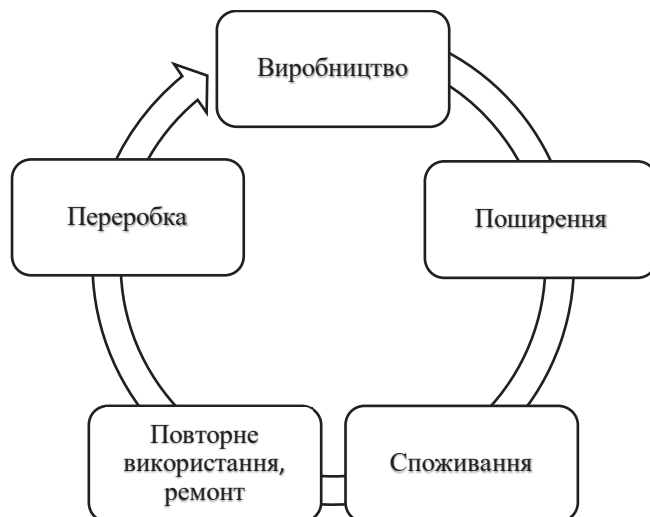 Виробництво
Поширення
Споживання
Повторне
використання,
ремонт
Переробка